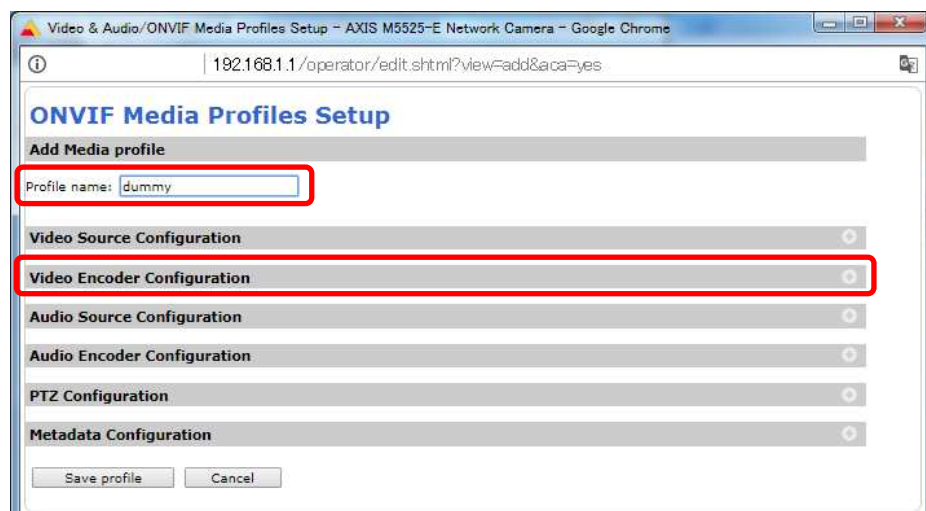 Video & Audio/ONVIF Media Profiles Setup - AXIS M5525-E Network Camera - Google Chrome
192.168.1.1/operator/edit.shtml?view=add&aca=yes
ONVIF Media Profiles Setup
Add Media profile
Profile name: dummy
Video Source Configuration
Video Encoder Configuration
Audio Source Configuration
Audio Encoder Configuration
PTZ Configuration
Metadata Configuration
Save profile Cancel